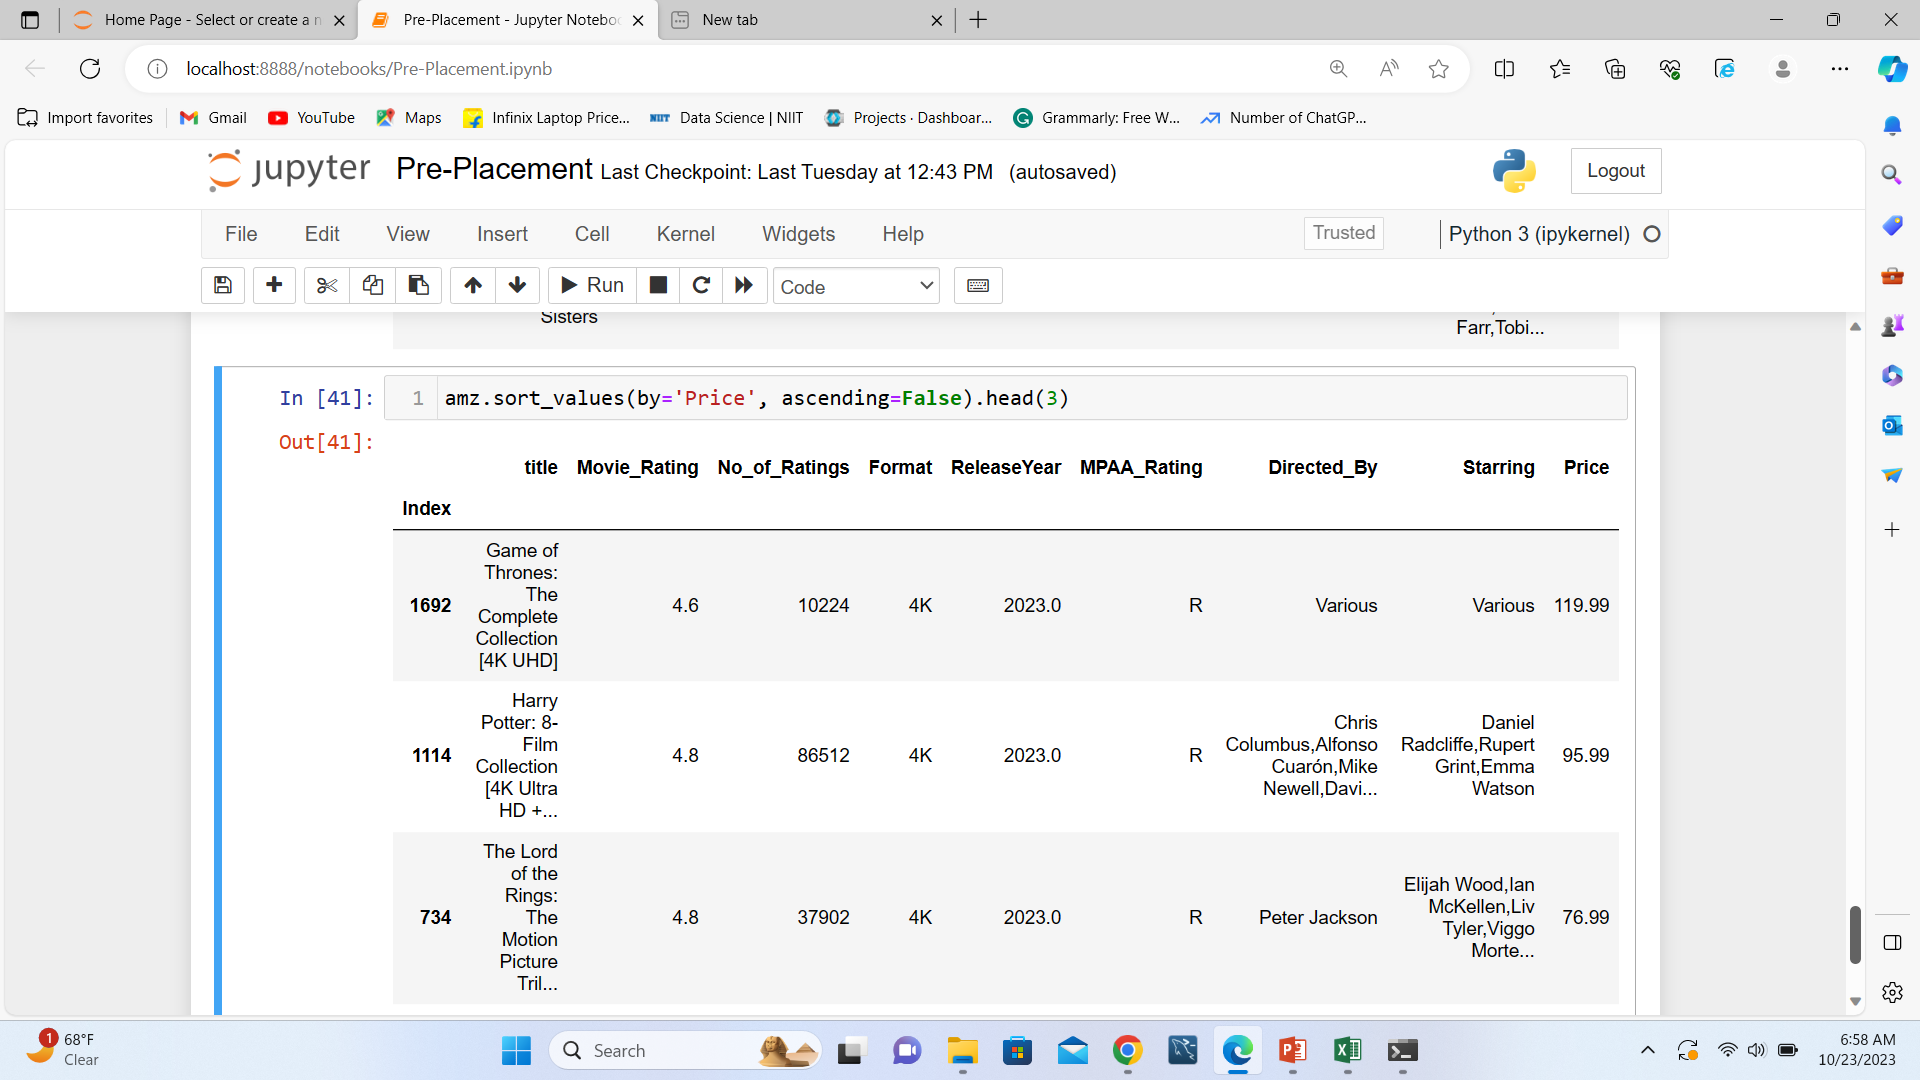 Home Page - Select or create a n
Pre-Placement - Jupyter Noteboo
New tab
localhost:8888/notebooks/Pre-Placement.ipynb
Import favorites
Gmail
YouTube
Maps
Infinix Laptop Price...
NIIT Data Science | NIIT
Projects · Dashboar...
Grammarly: Free W...
Number of ChatGP...
jupyter Pre-Placement Last Checkpoint: Last Tuesday at 12:43 PM (autosaved)
Logout
File Edit View Insert Cell Kernel Widgets Help
Trusted
Python 3 (ipykernel)
Run
Code
Sisters
Farr,Tobi...
In [41]:
1 amz.sort_values(by='Price', ascending=False).head(3)
Out[41]:
title Movie_Rating No_of_Ratings Format ReleaseYear MPAA_Rating Directed_By Starring Price
Index
Game of
Thrones:
The
Complete
Collection
[4K UHD]
1692 4.6 10224 4K 2023.0 R Various Various 119.99
Harry
Potter: 8-
Film
Collection
[4K Ultra
HD +...
1114 4.8 86512 4K 2023.0 R
Chris
Columbus,Alfonso
Cuarón,Mike
Newell,Davi...
Daniel
Radcliffe,Rupert
Grint,Emma
Watson
95.99
The Lord
of the
Rings:
The
Motion
Picture
Tril...
734 4.8 37902 4K 2023.0 R Peter Jackson
Elijah Wood,Ian
McKellen,Liv
Tyler,Viggo
Morte...
76.99
1
68°F
Clear
Search
6:58 AM
10/23/2023